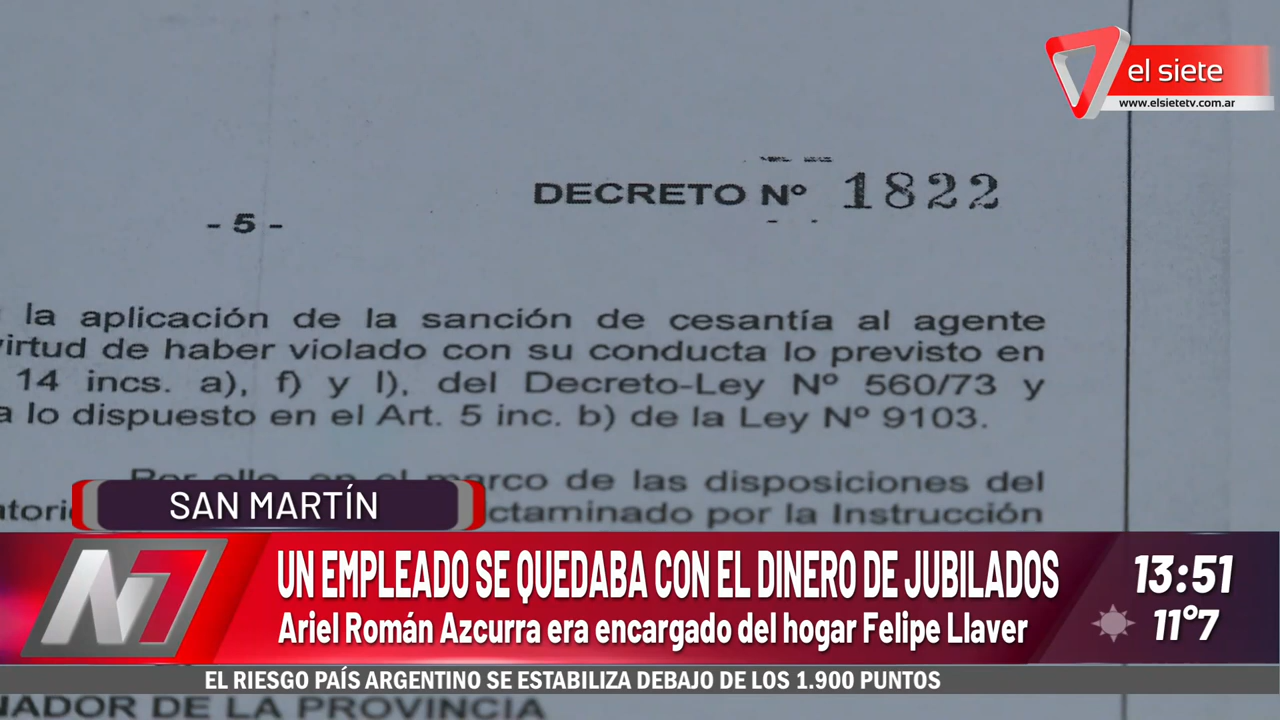 el siete
www.elsietetv.com.ar
DECRETO Nº 1822
- 5 -
la aplicación de la sanción de cesantía al agente
virtud de haber violado con su conducta lo previsto en
14 incs. a), f) y l), del Decreto-Ley Nº 560/73 y
a lo dispuesto en el Art. 5 inc. b) de la Ley Nº 9103.
Por ello, en el marco de las disposiciones del
ctaminado por la Instrucción
SAN MARTÍN
N7
UN EMPLEADO SE QUEDABA CON EL DINERO DE JUBILADOS
Ariel Román Azcurra era encargado del hogar Felipe Llaver
13:51
11°7
EL RIESGO PAÍS ARGENTINO SE ESTABILIZA DEBAJO DE LOS 1.900 PUNTOS
NADOR DE LA PROVINCIA